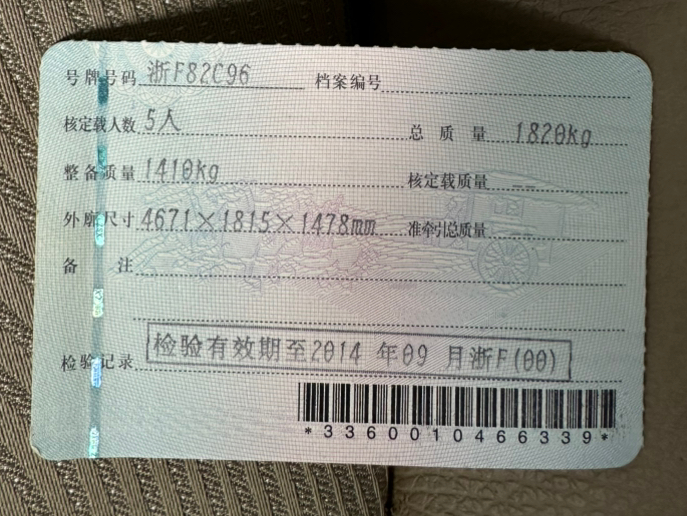 号牌号码 浙F82C96 档案编号
核定载人数 5人 总质量 1820kg
整备质量 1410kg 核定载质量 --
外廓尺寸 4671×1815×1478mm 准牵引总质量 --
备注
检验记录 检验有效期至2014 年09 月浙F(00)
*3360010466339*